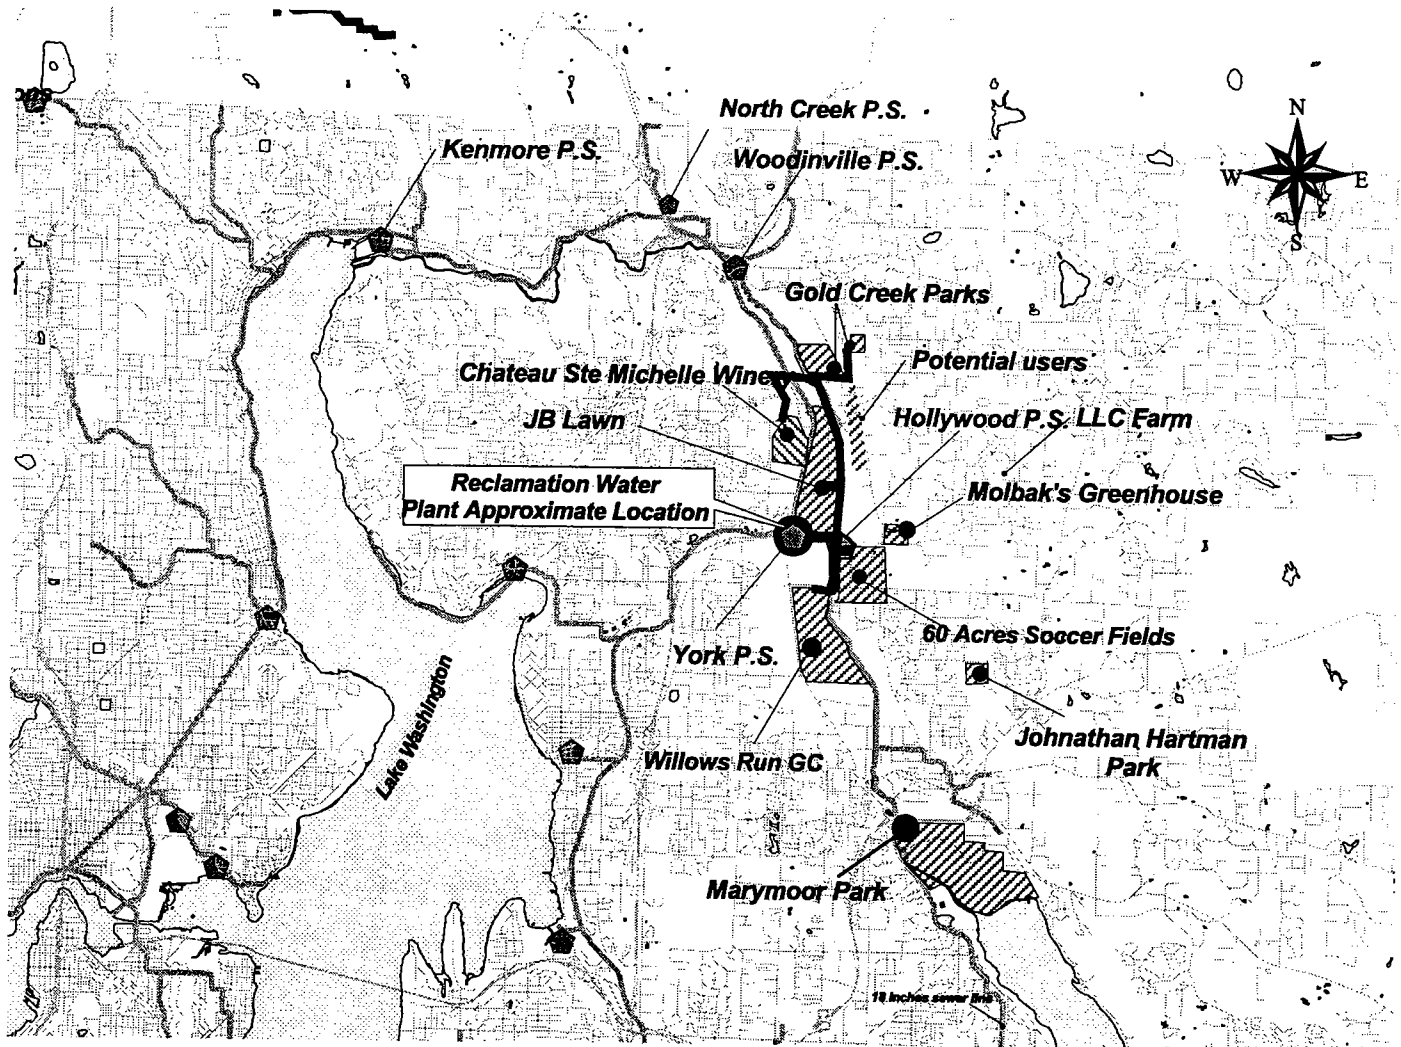 North Creek P.S.
Kenmore P.S.
Woodinville P.S.
N
W
E
S
Gold Creek Parks
Potential users
Chateau Ste Michelle Wine
JB Lawn
Hollywood P.S.
LLC Farm
Reclamation Water
Plant Approximate Location
Molbak's Greenhouse
60 Acres Soccer Fields
York P.S.
Lake Washington
Willows Run GC
Johnathan Hartman
Park
Marymoor Park
18 inches sewer line